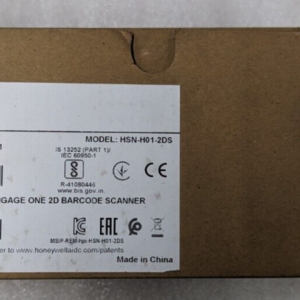 MODEL: HSN-H01-2DS
IS 13252 (PART 1)/
IEC 60950-1
R-41080446
www.bis.gov.in
GAGE ONE 2D BARCODE SCANNER
CE
EAC
MSIP-REM-Hsn-HSN-H01-2DS
er to www.honeywellaidc.com/patents
Made in China